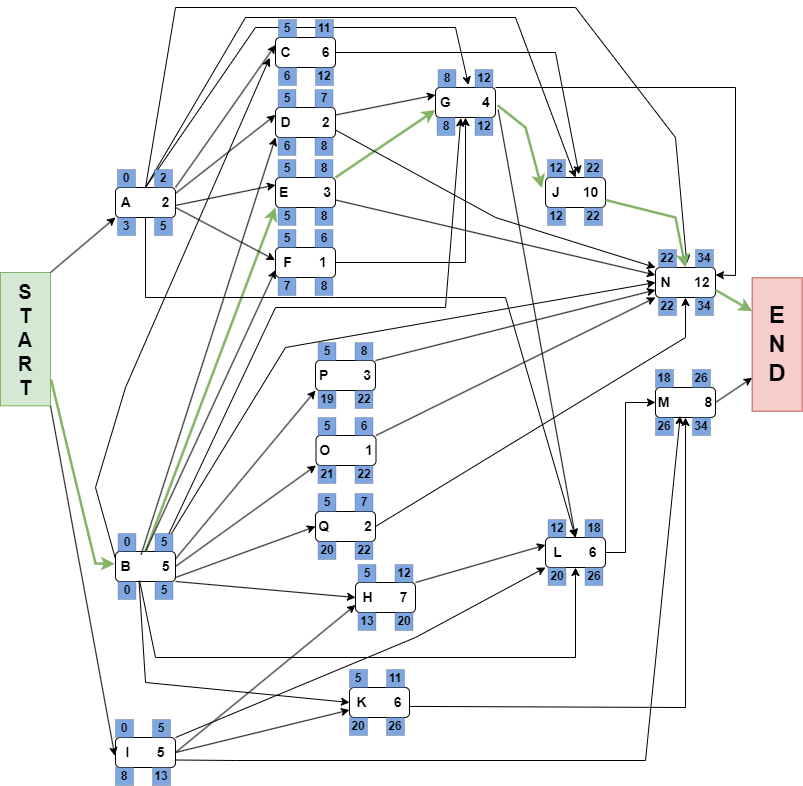 START
0 2
A 2
3 5
5 11
C 6
6 12
5 7
D 2
6 8
5 8
E 3
5 8
5 6
F 1
7 8
8 12
G 4
8 12
12 22
J 10
12 22
22 34
N 12
22 34
END
5 8
P 3
19 22
5 6
O 1
21 22
5 7
Q 2
20 22
18 26
M 8
26 34
0 5
B 5
0 5
12 18
L 6
20 26
5 12
H 7
13 20
5 11
K 6
20 26
0 5
I 5
8 13